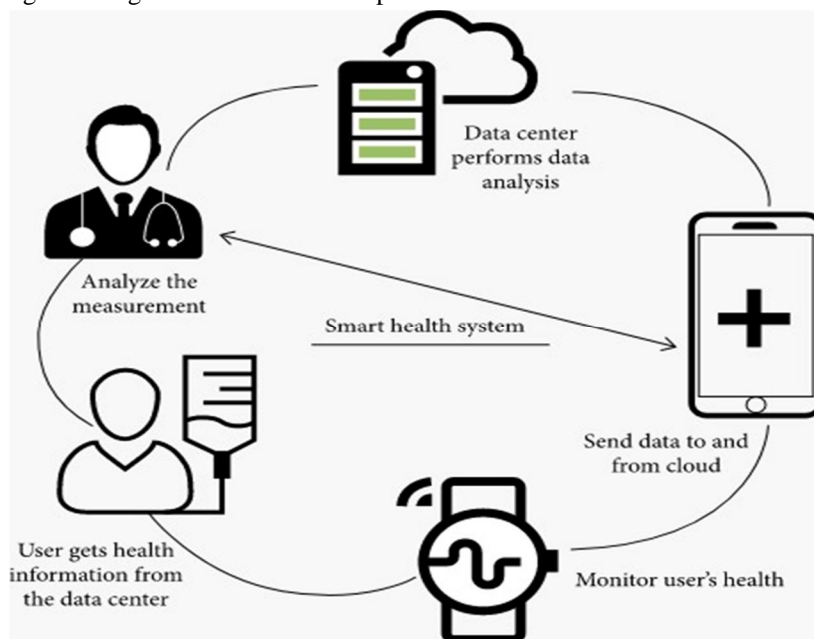 Data center
performs data
analysis
Analyze the
measurement
Smart health system
Send data to and
from cloud
User gets health
information from
the data center
Monitor user's health